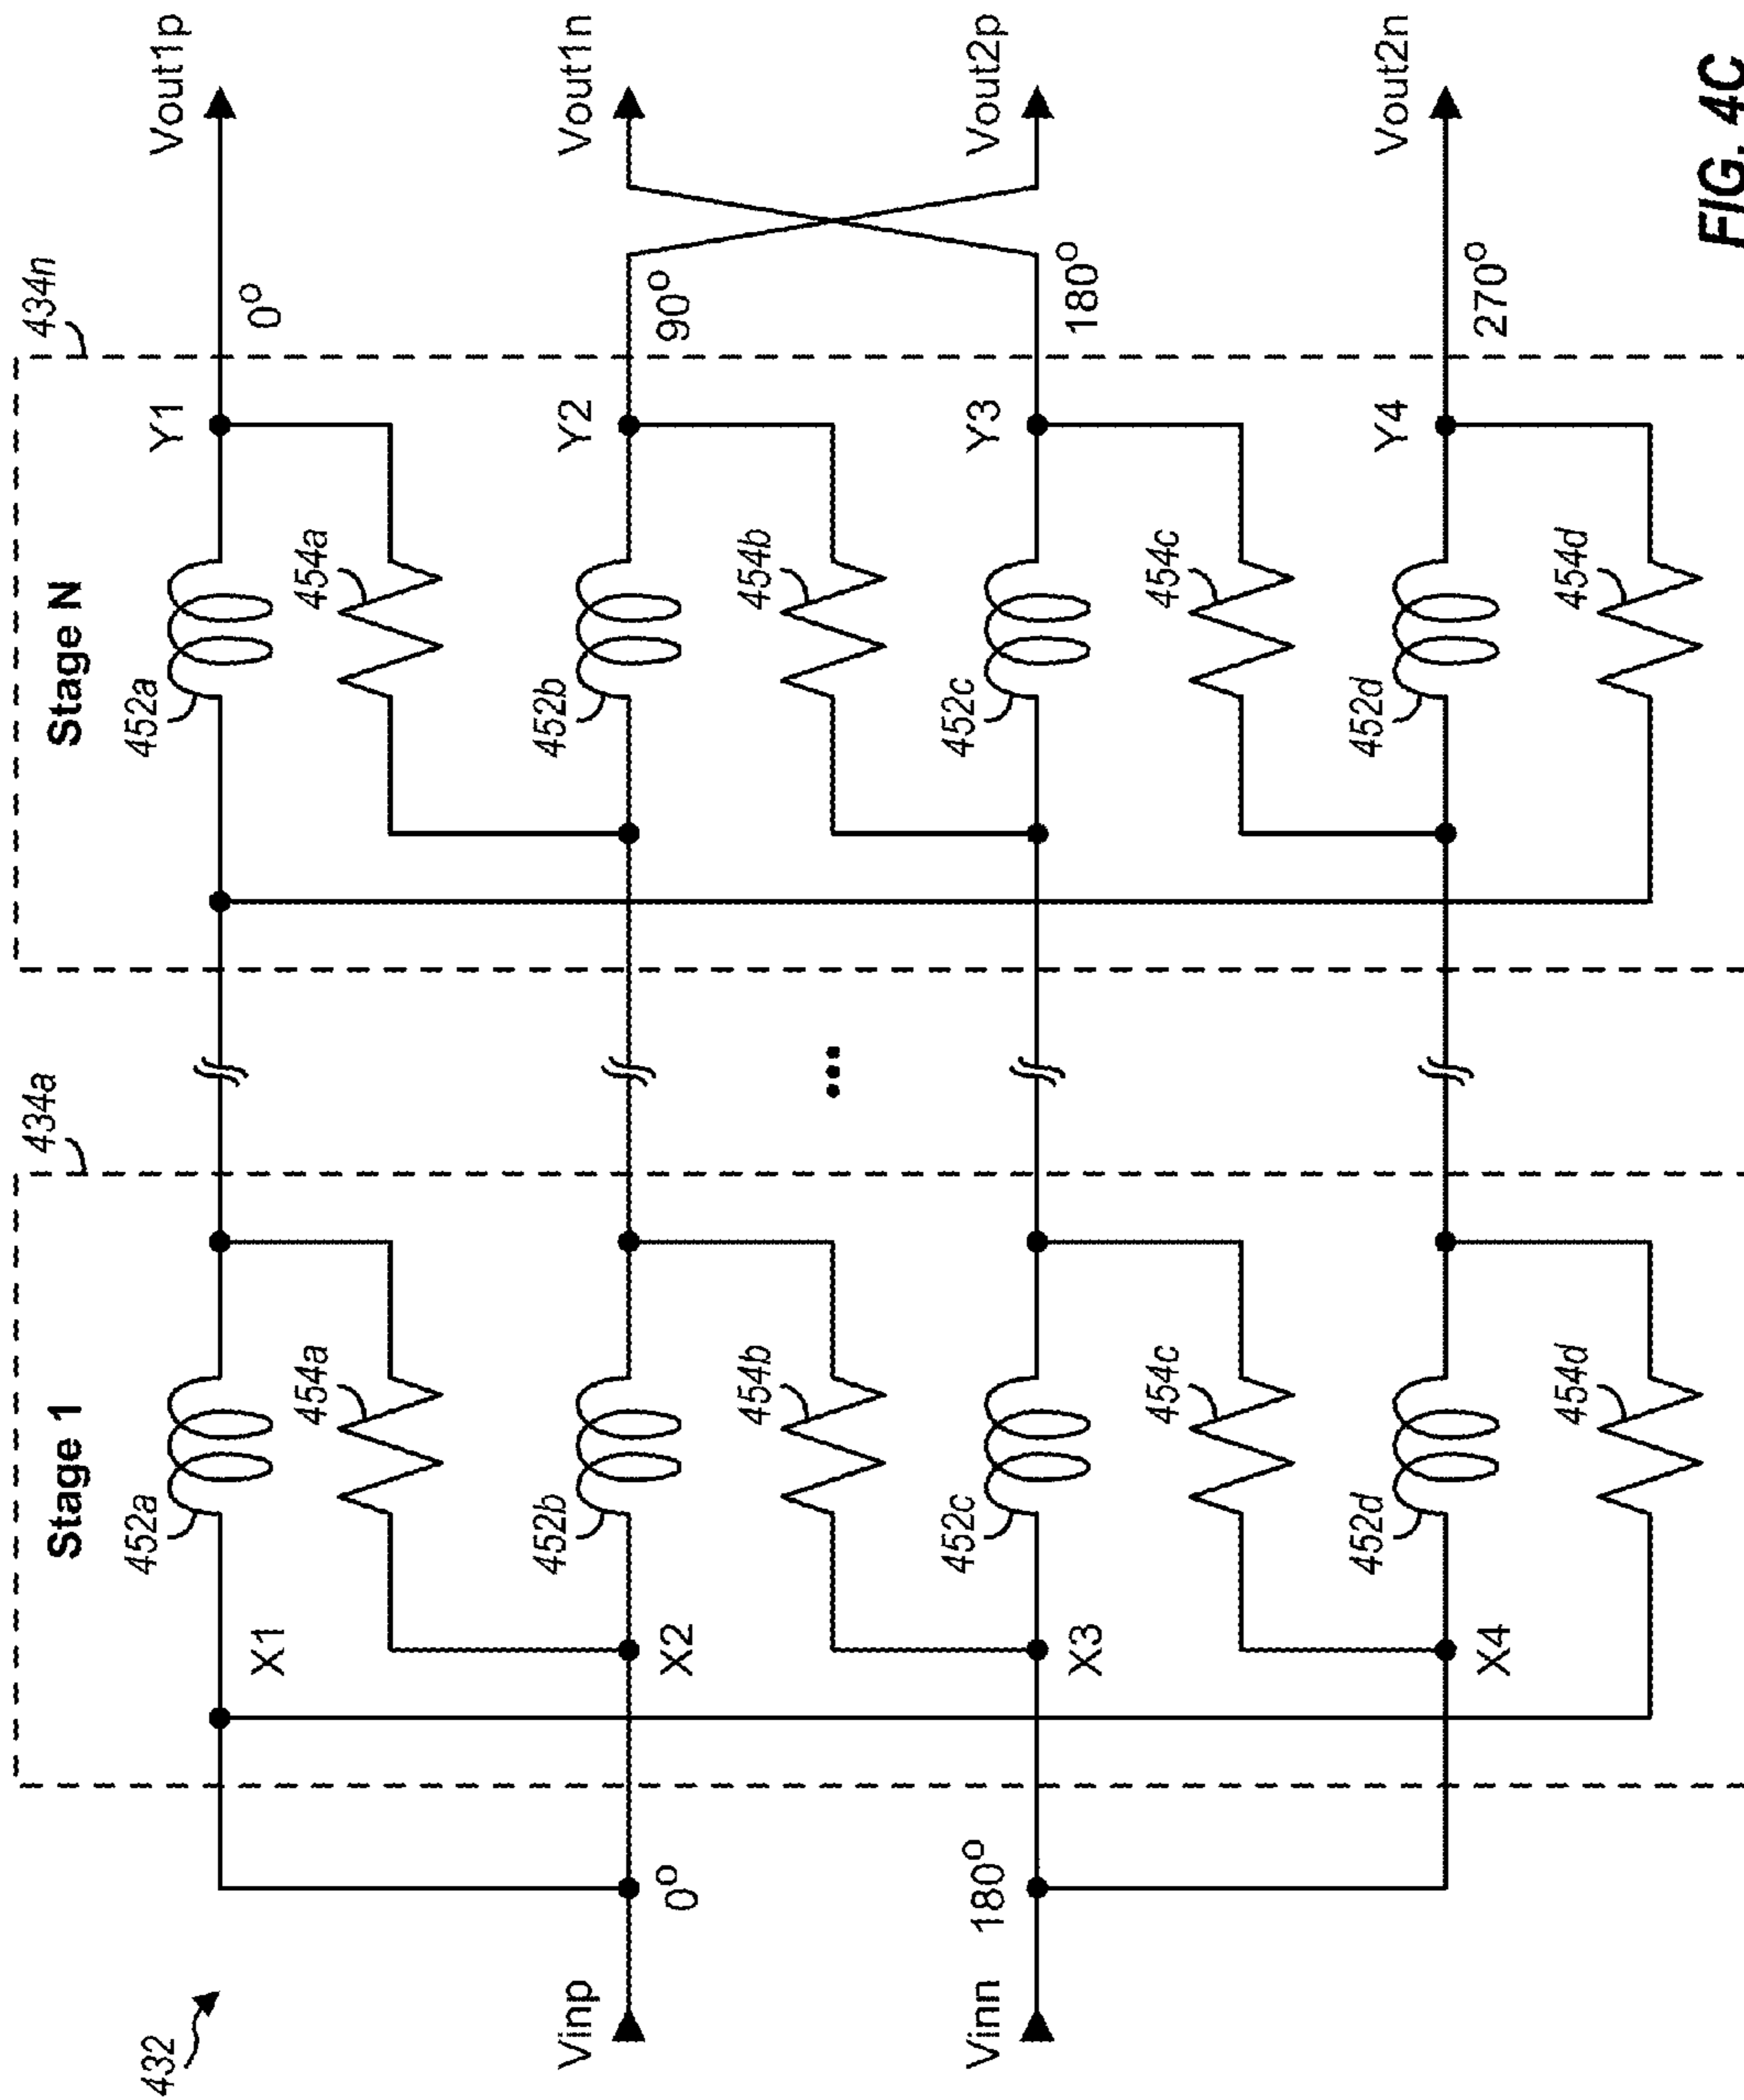 432
434a
434n
Stage 1
Stage N
452a
X1
454a
452a
454a
Y1
0°
Vout1p
Vinp
0°
452b
X2
454b
452b
454b
Y2
90°
Vout1n
...
Vinn
180°
452c
X3
454c
452c
454c
Y3
180°
Vout2p
452d
X4
454d
452d
454d
Y4
270°
Vout2n
FIG. 4C